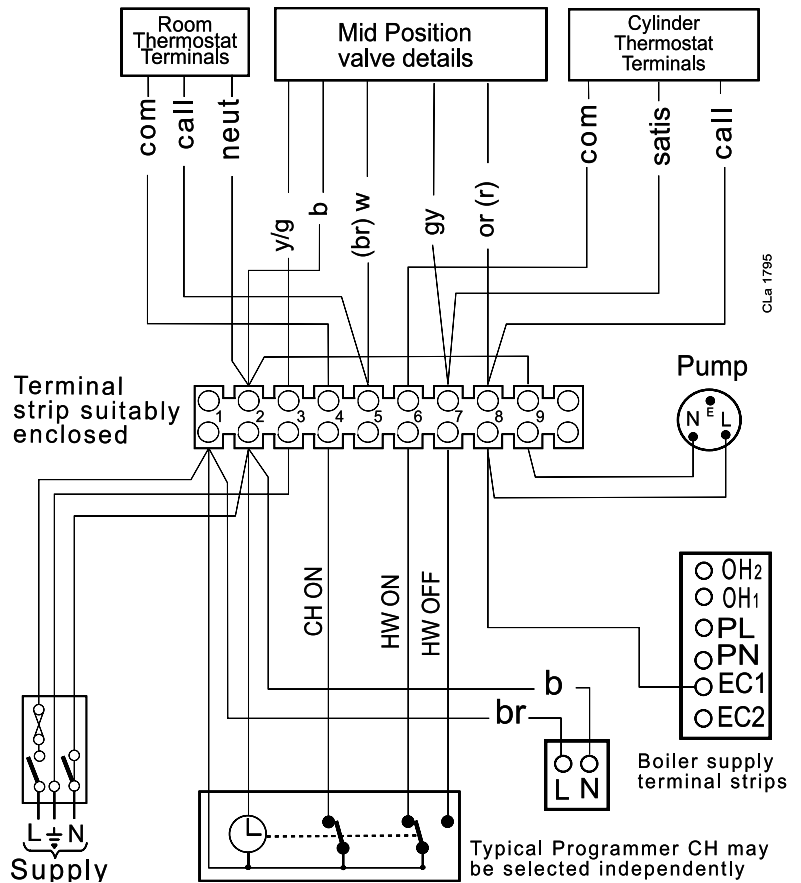 Room
Thermostat
Terminals
Mid Position
valve details
Cylinder
Thermostat
Terminals
com
call
neut
y/g
b
(br) w
gy
or (r)
com
satis
call
CLa 1795
Terminal
strip suitably
enclosed
1
2
3
4
5
6
7
8
9
Pump
N
E
L
CH ON
HW ON
HW OFF
OH2
OH1
PL
PN
EC1
EC2
b
br
L N
Boiler supply
terminal strips
L N
Supply
Typical Programmer CH may
be selected independently